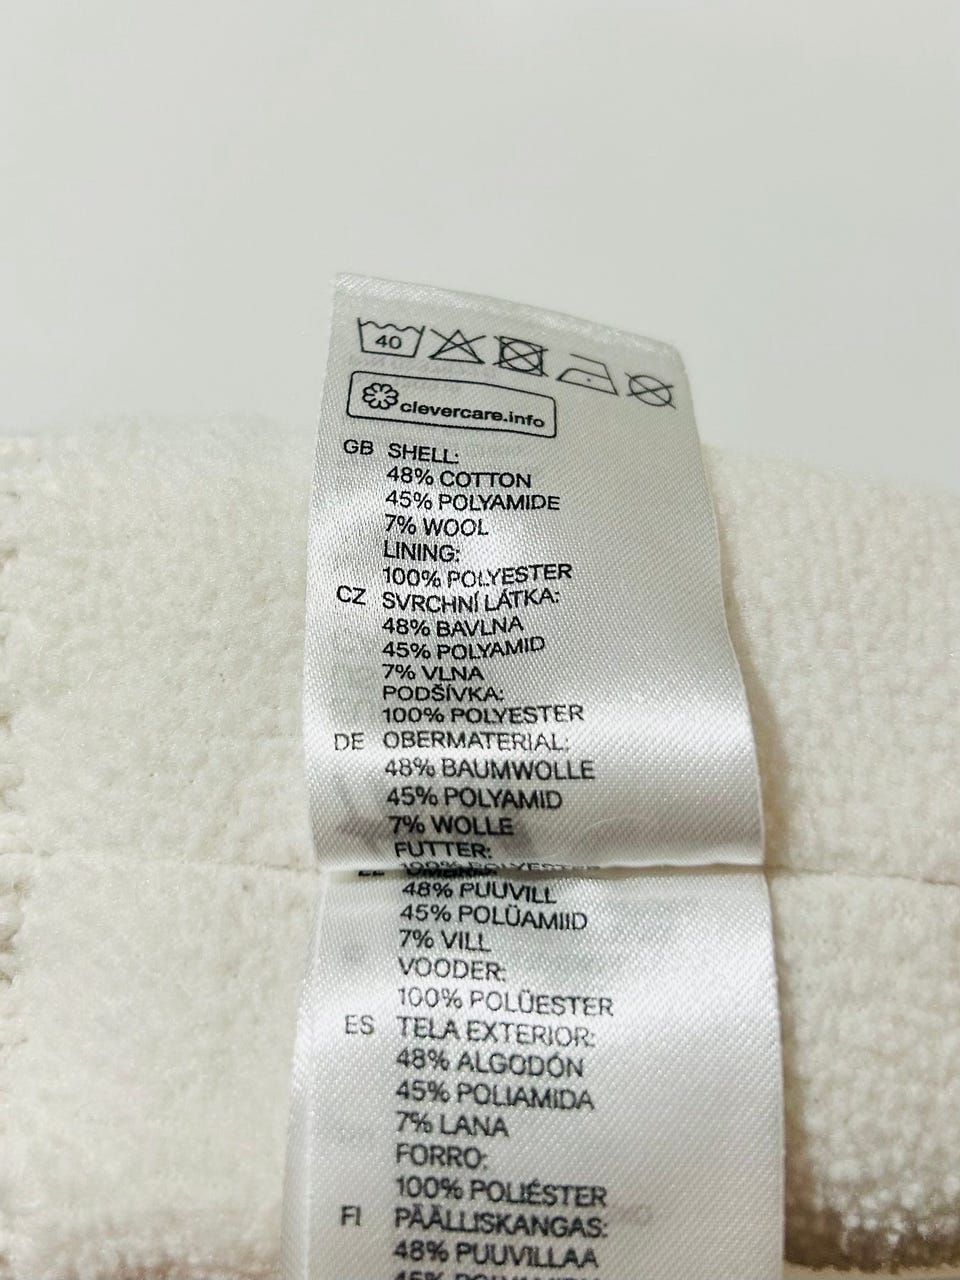 40
clevercare.info
GB SHELL:
48% COTTON
45% POLYAMIDE
7% WOOL
LINING:
100% POLYESTER
CZ SVRCHNÍ LÁTKA:
48% BAVLNA
45% POLYAMID
7% VLNA
PODŠÍVKA:
100% POLYESTER
DE OBERMATERIAL:
48% BAUMWOLLE
45% POLYAMID
7% WOLLE
FUTTER:
100% POLYESTER
48% PUUVILL
45% POLÜAMIID
7% VILL
VOODER:
100% POLÜESTER
ES TELA EXTERIOR:
48% ALGODÓN
45% POLIAMIDA
7% LANA
FORRO:
100% POLIÉSTER
FI PÄÄLLISKANGAS:
48% PUUVILLAA